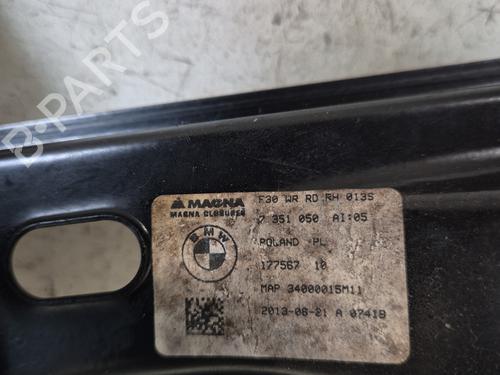 B-PARTS
MAGNA
MAGNA CLOSURES
BMW
F30 WR RD RH 013S
7 351 050 AI:05
POLAND PL
177567 10
MAP 34000015M11
2013-06-21 A 07419